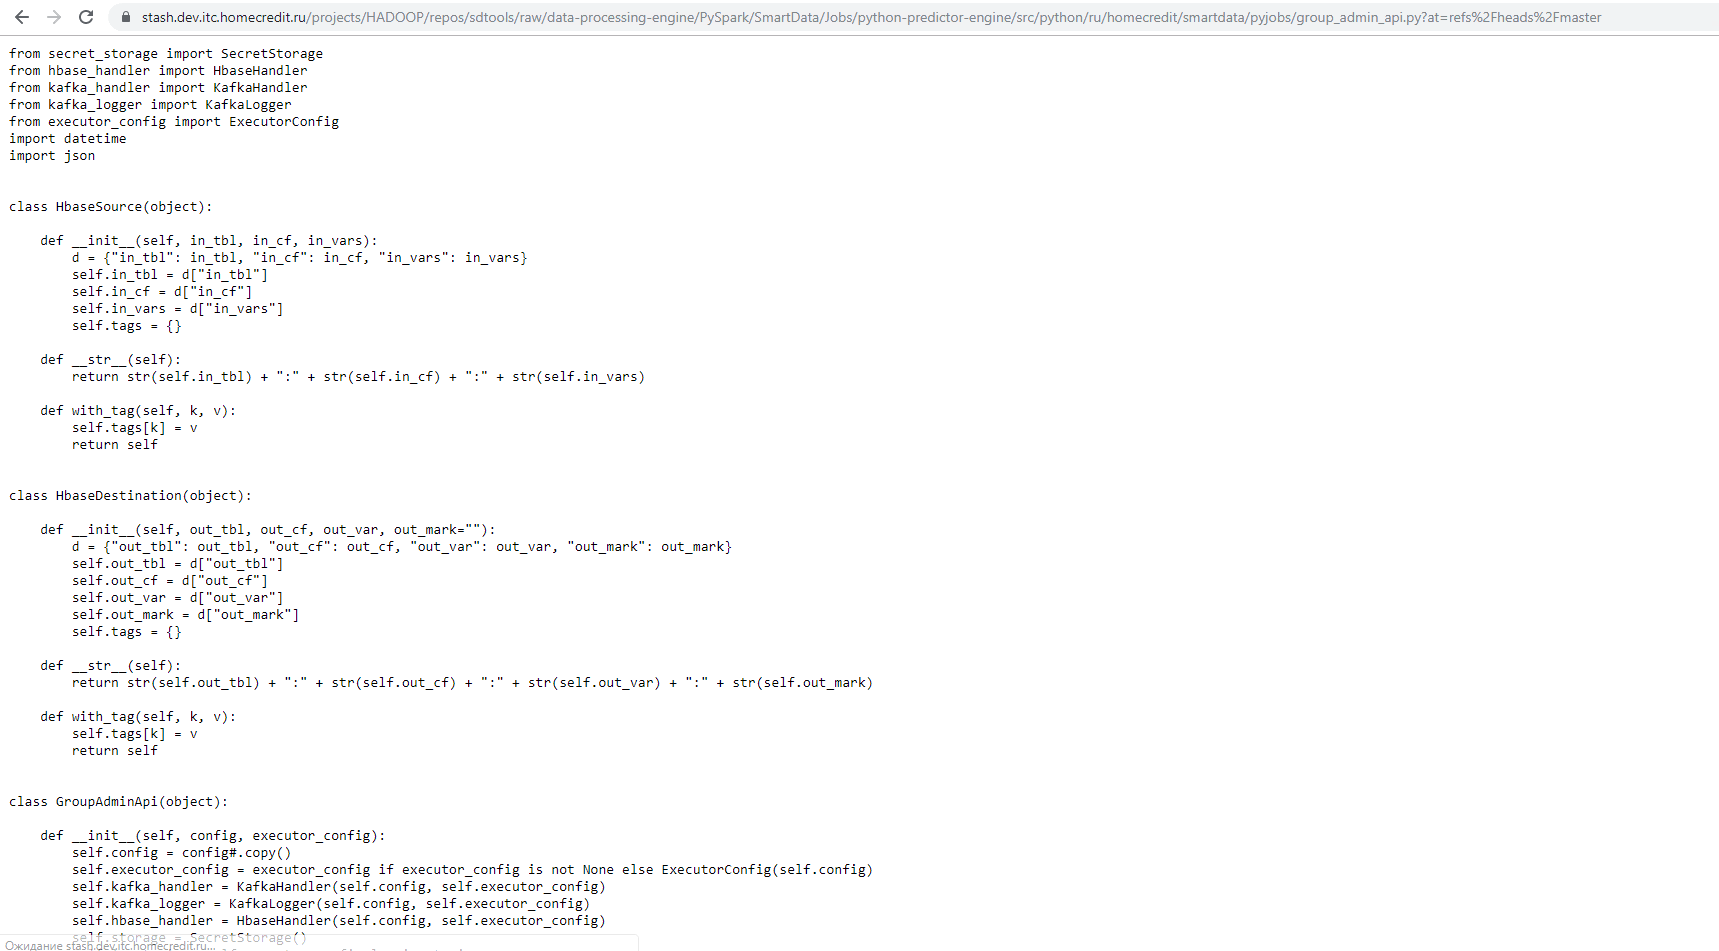 stash.dev.itc.homecredit.ru/projects/HADOOP/repos/sdtools/raw/data-processing-engine/PySpark/SmartData/Jobs/python-predictor-engine/src/python/ru/homecredit/smartdata/pyjobs/group_admin_api.py?at=refs%2Fheads%2Fmaster
from secret_storage import SecretStorage
from hbase_handler import HbaseHandler
from kafka_handler import KafkaHandler
from kafka_logger import KafkaLogger
from executor_config import ExecutorConfig
import datetime
import json
class HbaseSource(object):
def __init__(self, in_tbl, in_cf, in_vars):
d = {"in_tbl": in_tbl, "in_cf": in_cf, "in_vars": in_vars}
self.in_tbl = d["in_tbl"]
self.in_cf = d["in_cf"]
self.in_vars = d["in_vars"]
self.tags = {}
def __str__(self):
return str(self.in_tbl) + ":" + str(self.in_cf) + ":" + str(self.in_vars)
def with_tag(self, k, v):
self.tags[k] = v
return self
class HbaseDestination(object):
def __init__(self, out_tbl, out_cf, out_var, out_mark=""):
d = {"out_tbl": out_tbl, "out_cf": out_cf, "out_var": out_var, "out_mark": out_mark}
self.out_tbl = d["out_tbl"]
self.out_cf = d["out_cf"]
self.out_var = d["out_var"]
self.out_mark = d["out_mark"]
self.tags = {}
def __str__(self):
return str(self.out_tbl) + ":" + str(self.out_cf) + ":" + str(self.out_var) + ":" + str(self.out_mark)
def with_tag(self, k, v):
self.tags[k] = v
return self
class GroupAdminApi(object):
def __init__(self, config, executor_config):
self.config = config#.copy()
self.executor_config = executor_config if executor_config is not None else ExecutorConfig(self.config)
self.kafka_handler = KafkaHandler(self.config, self.executor_config)
self.kafka_logger = KafkaLogger(self.config, self.executor_config)
self.hbase_handler = HbaseHandler(self.config, self.executor_config)
self.storage = SecretStorage()
Ожидание stash.dev.itc.homecredit.ru...